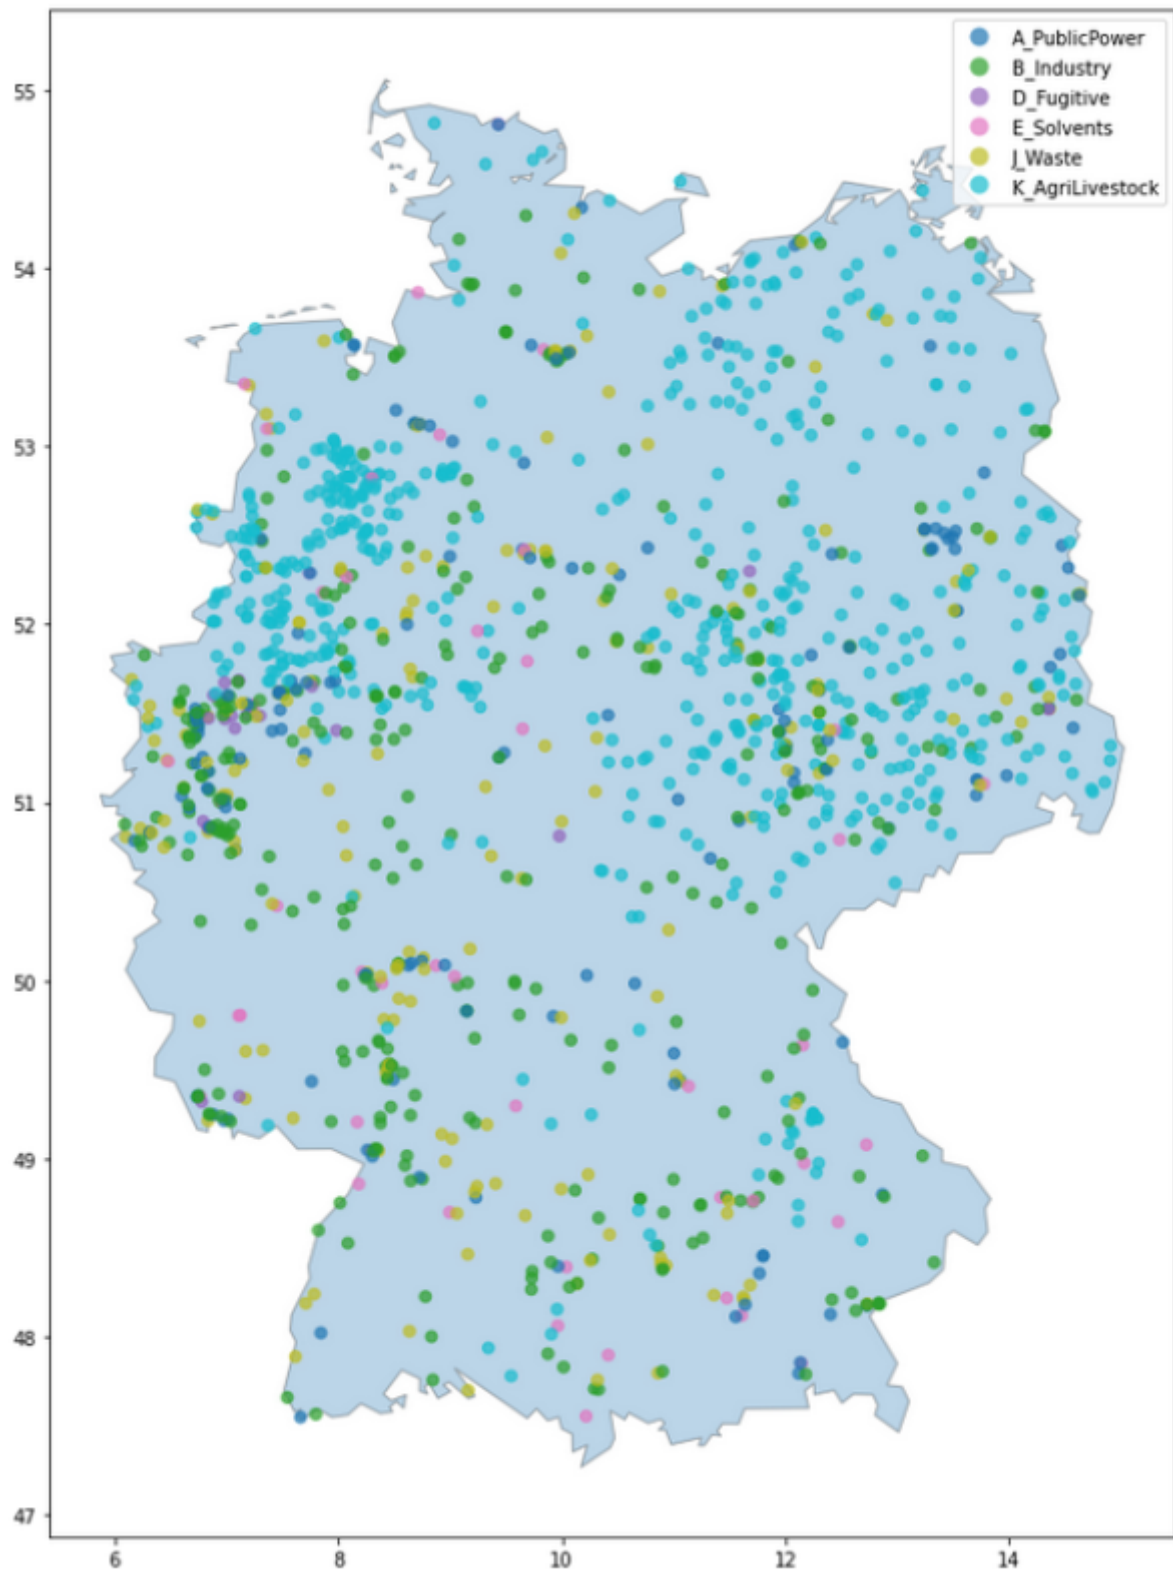 A_PublicPower
B_Industry
D_Fugitive
E_Solvents
J_Waste
K_AgriLivestock
55
54
53
52
51
50
49
48
47
6 8 10 12 14